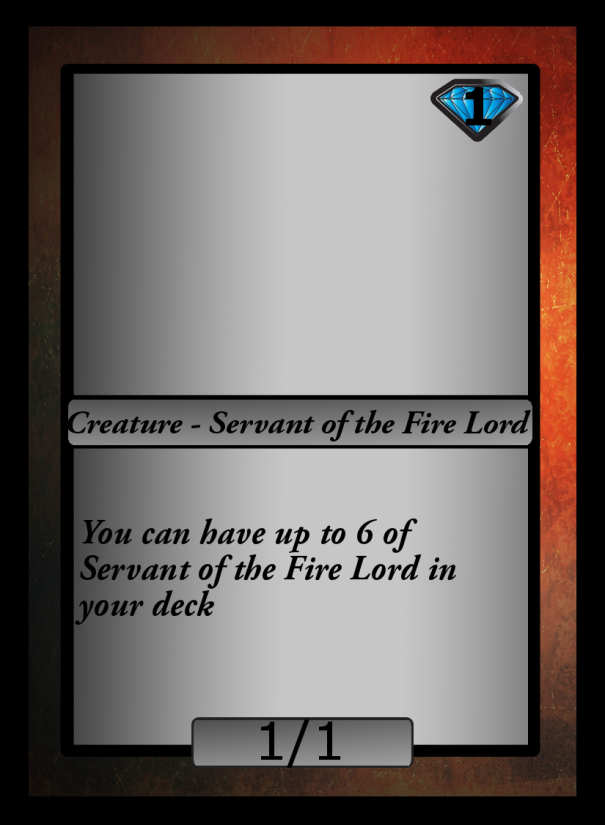 1
Creature - Servant of the Fire Lord
You can have up to 6 of
Servant of the Fire Lord in
your deck
1/1